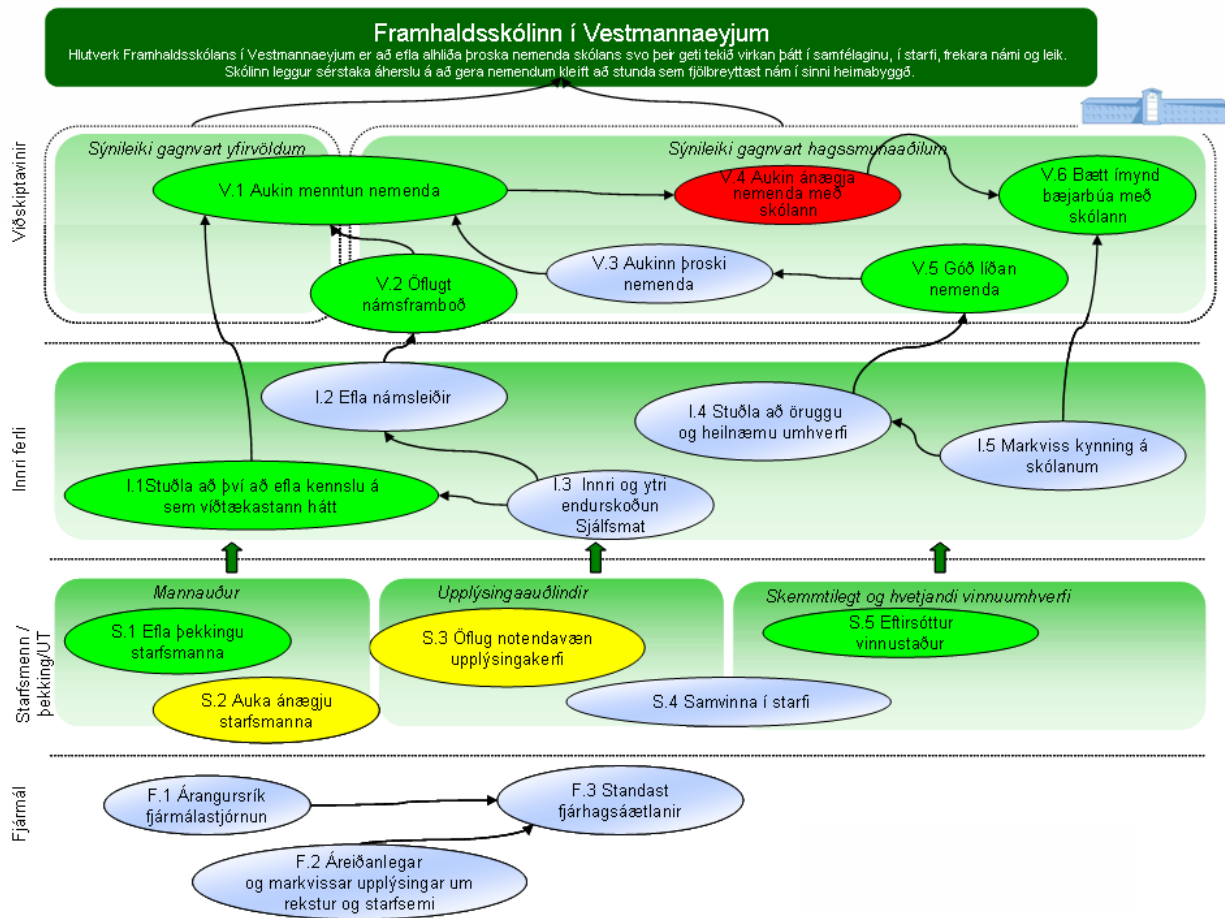 Framhaldsskólinn í Vestmannaeyjum
Hlutverk Framhaldsskólans í Vestmannaeyjum er að efla alhliða þroska nemenda skólans svo þeir geti tekið virkan þátt í samfélaginu, í starfi, frekara námi og leik.
Skólinn leggur sérstaka áherslu á að gera nemendum kleift að stunda sem fjölbreyttast nám í sinni heimabyggð.
Viðskiptavinir
Sýnileiki gagnvart yfirvöldum
Sýnileiki gagnvart hagssmunaaðilum
V.1 Aukin menntun nemenda
V.4 Aukin ánægja
nemenda með
skólann
V.6 Bætt ímynd
bæjarbúa með
skólann
V.2 Öflugt
námsframboð
V.3 Aukinn þroski
nemenda
V.5 Góð líðan
nemenda
Innri ferli
I.2 Efla námsleiðir
I.4 Stuðla að öruggu
og heilnæmu umhverfi
I.5 Markviss kynning á
skólanum
I.1Stuðla að því að efla kennslu á
sem víðtækastann hátt
I.3 Innri og ytri
endurskoðun
Sjálfsmat
Starfsmenn /
þekking/UT
Mannauður
Upplýsingaauðlindir
Skemmtilegt og hvetjandi vinnuumhverfi
S.1 Efla þekkingu
starfsmanna
S.3 Öflug notendavæn
upplýsingakerfi
S.5 Eftirsóttur
vinnustaður
S.2 Auka ánægju
starfsmanna
S.4 Samvinna í starfi
Fjármál
F.1 Árangursrík
fjármálastjórnun
F.3 Standast
fjárhagsáætlanir
F.2 Áreiðanlegar
og markvissar upplýsingar um
rekstur og starfsemi